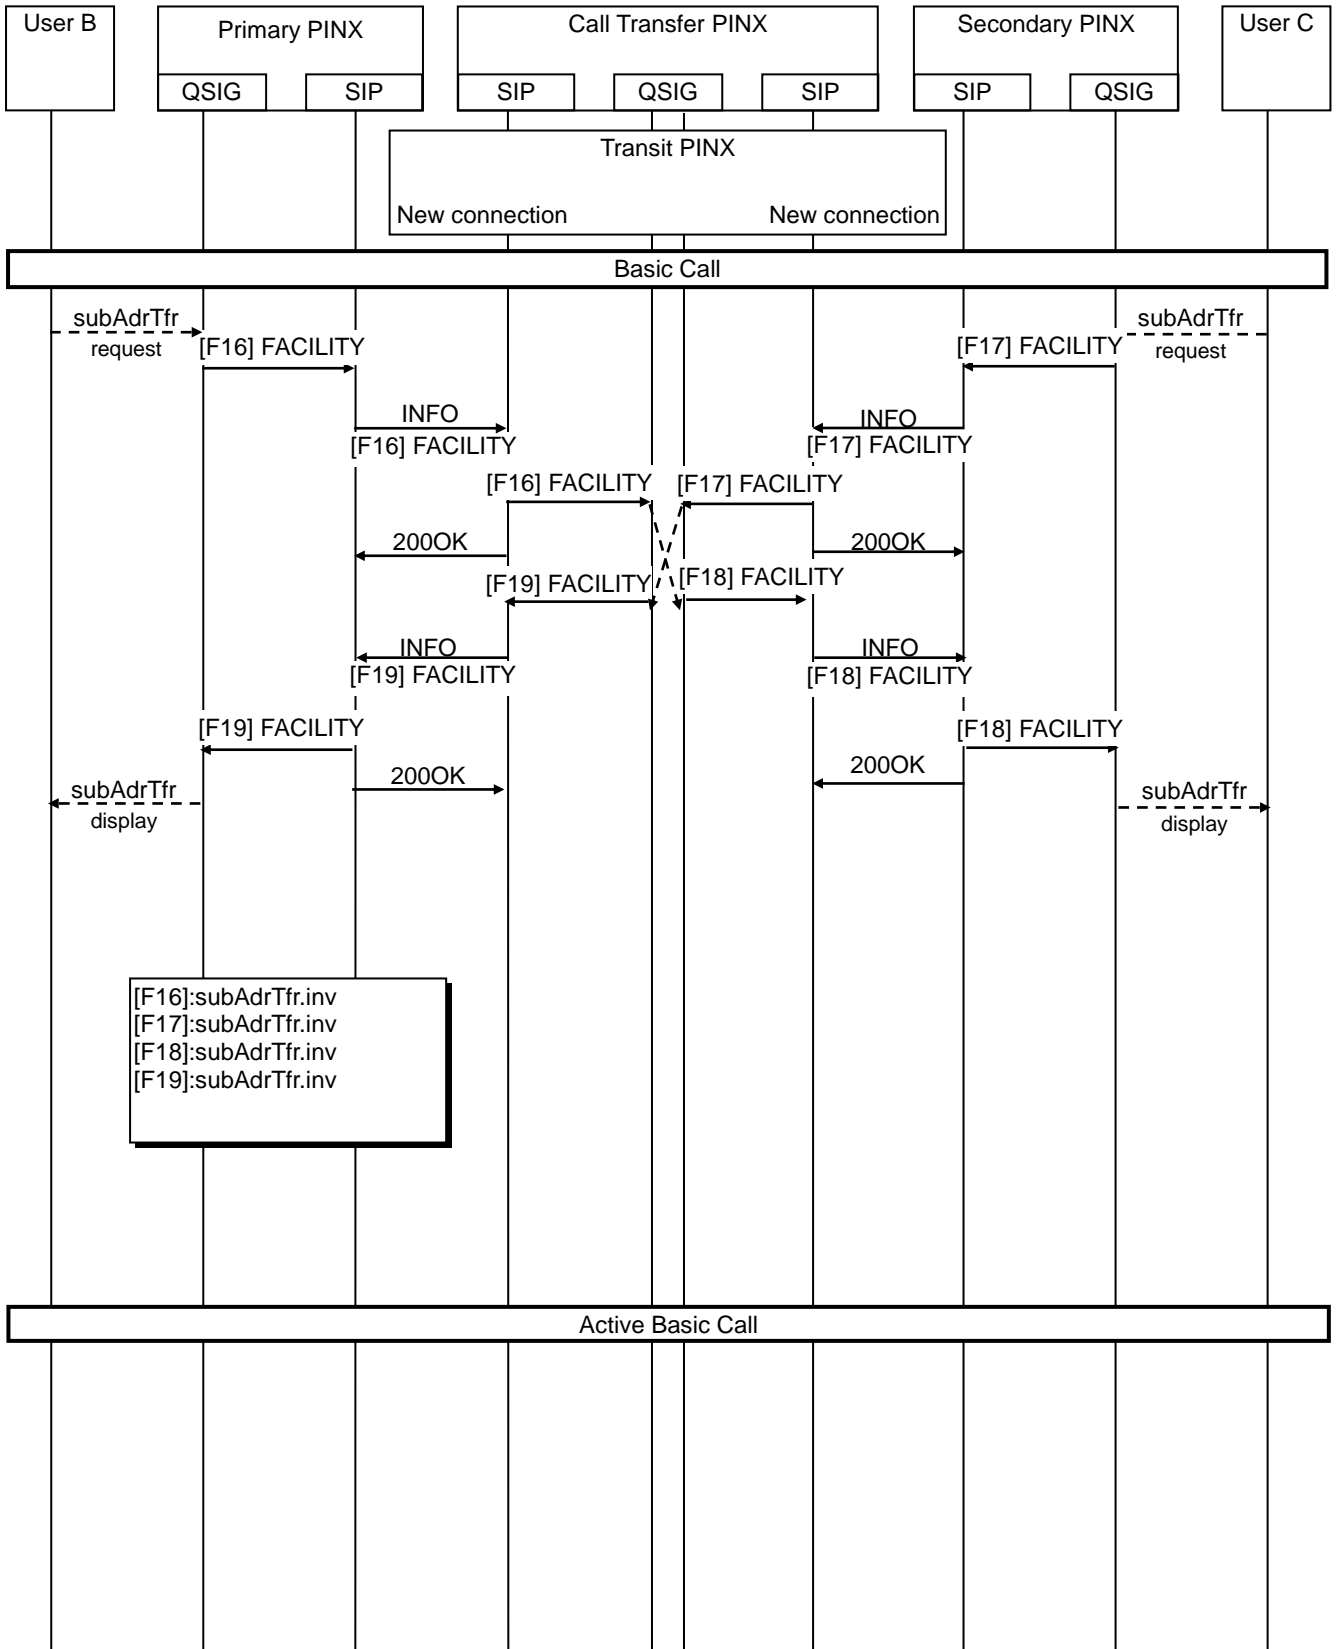 User B
Primary PINX
Call Transfer PINX
Secondary PINX
User C
QSIG
SIP
SIP
QSIG
SIP
SIP
QSIG
Transit PINX
New connection
New connection
Basic Call
subAdrTfr
request
subAdrTfr
request
[F16] FACILITY
[F17] FACILITY
INFO
[F16] FACILITY
INFO
[F17] FACILITY
[F16] FACILITY
[F17] FACILITY
200OK
200OK
[F19] FACILITY
[F18] FACILITY
INFO
[F19] FACILITY
INFO
[F18] FACILITY
[F19] FACILITY
[F18] FACILITY
200OK
200OK
subAdrTfr
display
subAdrTfr
display
[F16]:subAdrTfr.inv
[F17]:subAdrTfr.inv
[F18]:subAdrTfr.inv
[F19]:subAdrTfr.inv
Active Basic Call